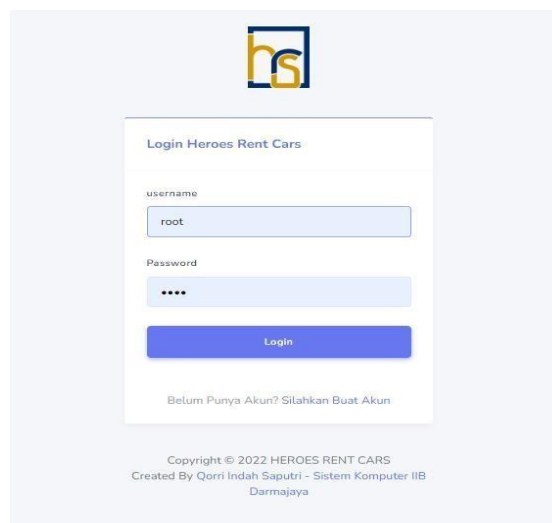 hs
Login Heroes Rent Cars
username
root
Password
••••
Login
Belum Punya Akun? Silahkan Buat Akun
Copyright © 2022 HEROES RENT CARS
Created By Qorri Indah Saputri - Sistem Komputer IIB
Darmajaya